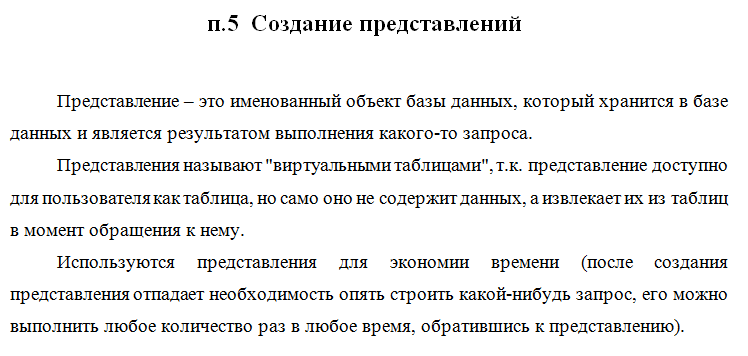 п.5 Создание представлений
Представление – это именованный объект базы данных, который хранится в базе
данных и является результатом выполнения какого-то запроса.
Представления называют "виртуальными таблицами", т.к. представление доступно
для пользователя как таблица, но само оно не содержит данных, а извлекает их из таблиц
в момент обращения к нему.
Используются представления для экономии времени (после создания
представления отпадает необходимость опять строить какой-нибудь запрос, его можно
выполнить любое количество раз в любое время, обратившись к представлению).